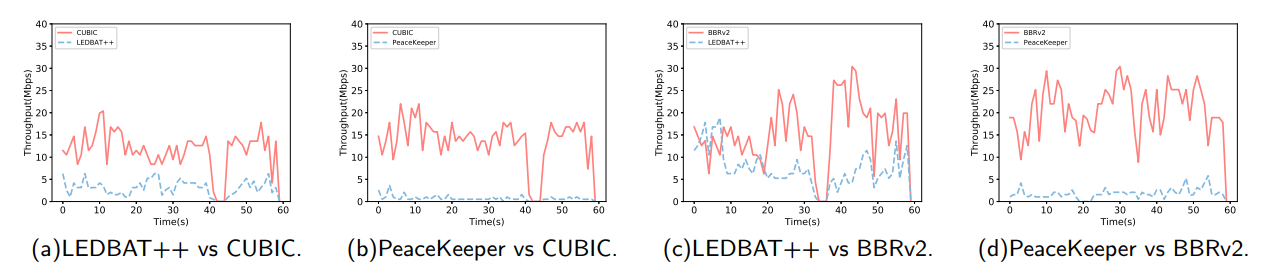 40
35
30
25
20
15
10
5
0
Throughput(Mbps)
CUBIC
LEDBAT++
0 10 20 30 40 50 60
Time(s)
(a)LEDBAT++ vs CUBIC.
40
35
30
25
20
15
10
5
0
Throughput(Mbps)
CUBIC
PeaceKeeper
0 10 20 30 40 50 60
Time(s)
(b)PeaceKeeper vs CUBIC.
40
35
30
25
20
15
10
5
0
Throughput(Mbps)
BBRv2
LEDBAT++
0 10 20 30 40 50 60
Time(s)
(c)LEDBAT++ vs BBRv2.
40
35
30
25
20
15
10
5
0
Throughput(Mbps)
BBRv2
PeaceKeeper
0 10 20 30 40 50 60
Time(s)
(d)PeaceKeeper vs BBRv2.